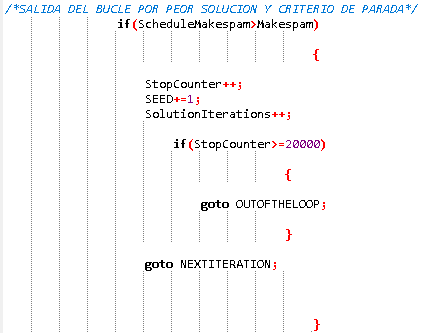 /*SALIDA DEL BUCLE POR PEOR SOLUCION Y CRITERIO DE PARADA*/
if(ScheduleMakespam>Makespam)
{
StopCounter++;
SEED+=1;
SolutionIterations++;
if(StopCounter>=20000)
{
goto OUTOFTHELOOP;
}
goto NEXTITERATION;
}